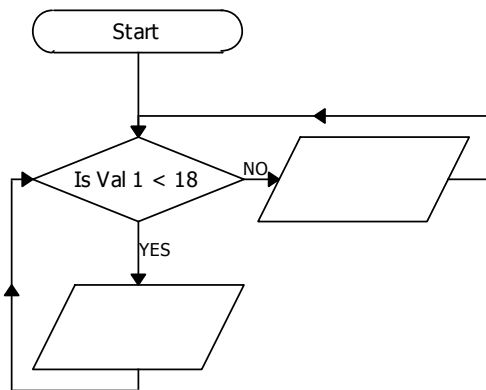 Start
Is Val 1 < 18
NO
YES